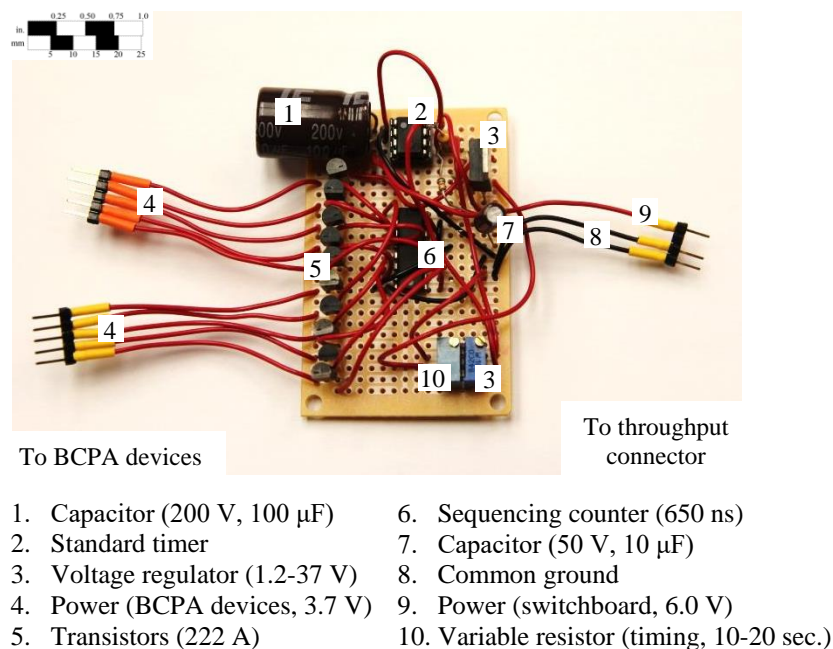 0.25 0.50 0.75 1.0
in.
mm
5 10 15 20 25
1
2
3
200v
200v
4
9
7
8
5
6
4
10
3
To BCPA devices
To throughput
connector
1. Capacitor (200 V, 100 μF)
2. Standard timer
3. Voltage regulator (1.2-37 V)
4. Power (BCPA devices, 3.7 V)
5. Transistors (222 A)
6. Sequencing counter (650 ns)
7. Capacitor (50 V, 10 μF)
8. Common ground
9. Power (switchboard, 6.0 V)
10. Variable resistor (timing, 10-20 sec.)